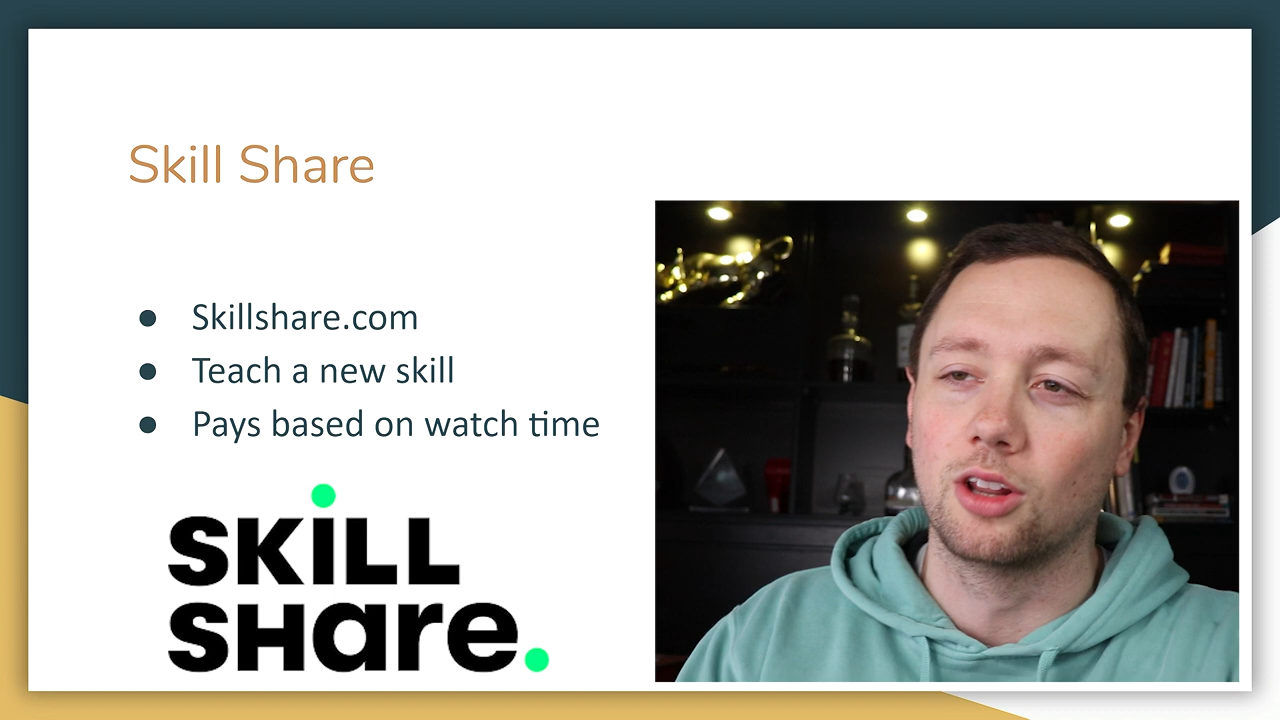 Skill Share
● Skillshare.com
● Teach a new skill
● Pays based on watch time
SKiLL
SHare.